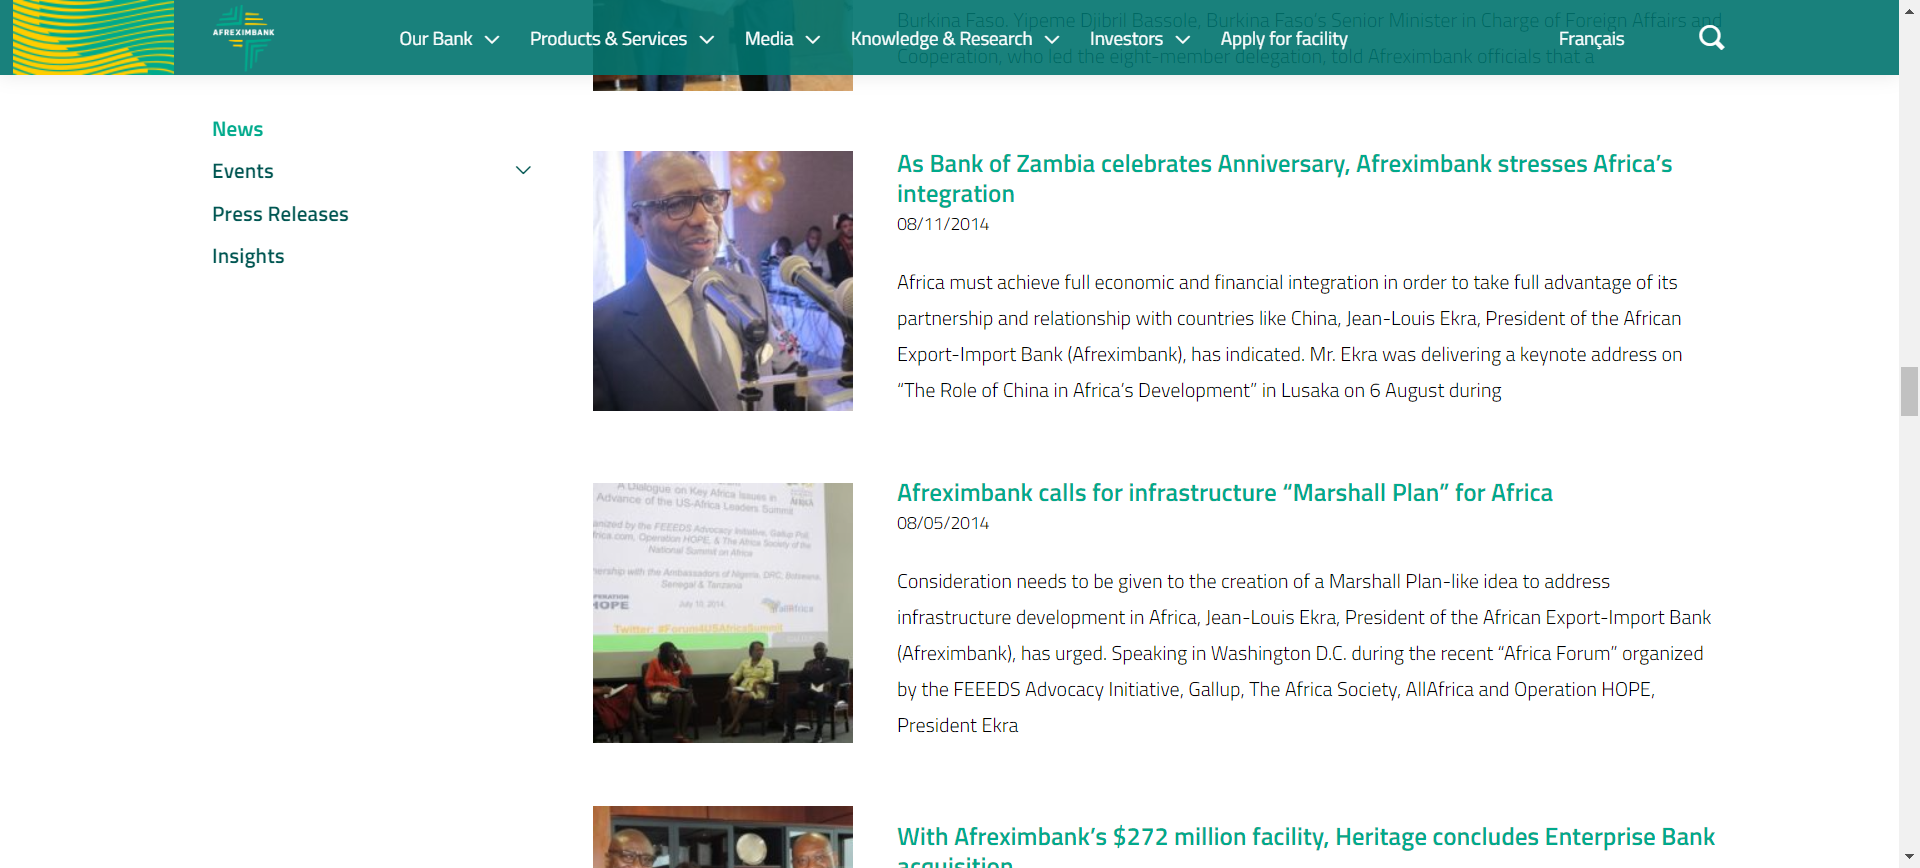 AFREXIMBANK
Our Bank
Products & Services
Media
Knowledge & Research
Investors
Apply for facility
Français
Burkina Faso. Yipeme Djibril Bassole, Burkina Faso’s Senior Minister in Charge of Foreign Affairs and
Cooperation, who led the eight-member delegation, told Afreximbank officials that a
News
Events
Press Releases
Insights
As Bank of Zambia celebrates Anniversary, Afreximbank stresses Africa’s
integration
08/11/2014
Africa must achieve full economic and financial integration in order to take full advantage of its
partnership and relationship with countries like China, Jean-Louis Ekra, President of the African
Export-Import Bank (Afreximbank), has indicated. Mr. Ekra was delivering a keynote address on
“The Role of China in Africa’s Development” in Lusaka on 6 August during
A Dialogue on Key Africa Issues in
Advance of the US-Africa Leaders Summit
AFRICA
anized by the FEEEDS Advocacy Initiative, Gallup Poll,
frica.com, Operation HOPE, & The Africa Society of the
National Summit on Africa
nership with the Ambassadors of Nigeria, DRC, Botswana,
Senegal & Tanzania
PERATION
HOPE
July 10, 2014
allAfrica
Twitter: #Forum4USAfricaSummit
Afreximbank calls for infrastructure “Marshall Plan” for Africa
08/05/2014
Consideration needs to be given to the creation of a Marshall Plan-like idea to address
infrastructure development in Africa, Jean-Louis Ekra, President of the African Export-Import Bank
(Afreximbank), has urged. Speaking in Washington D.C. during the recent “Africa Forum” organized
by the FEEEDS Advocacy Initiative, Gallup, The Africa Society, AllAfrica and Operation HOPE,
President Ekra
With Afreximbank’s $272 million facility, Heritage concludes Enterprise Bank
acquisition